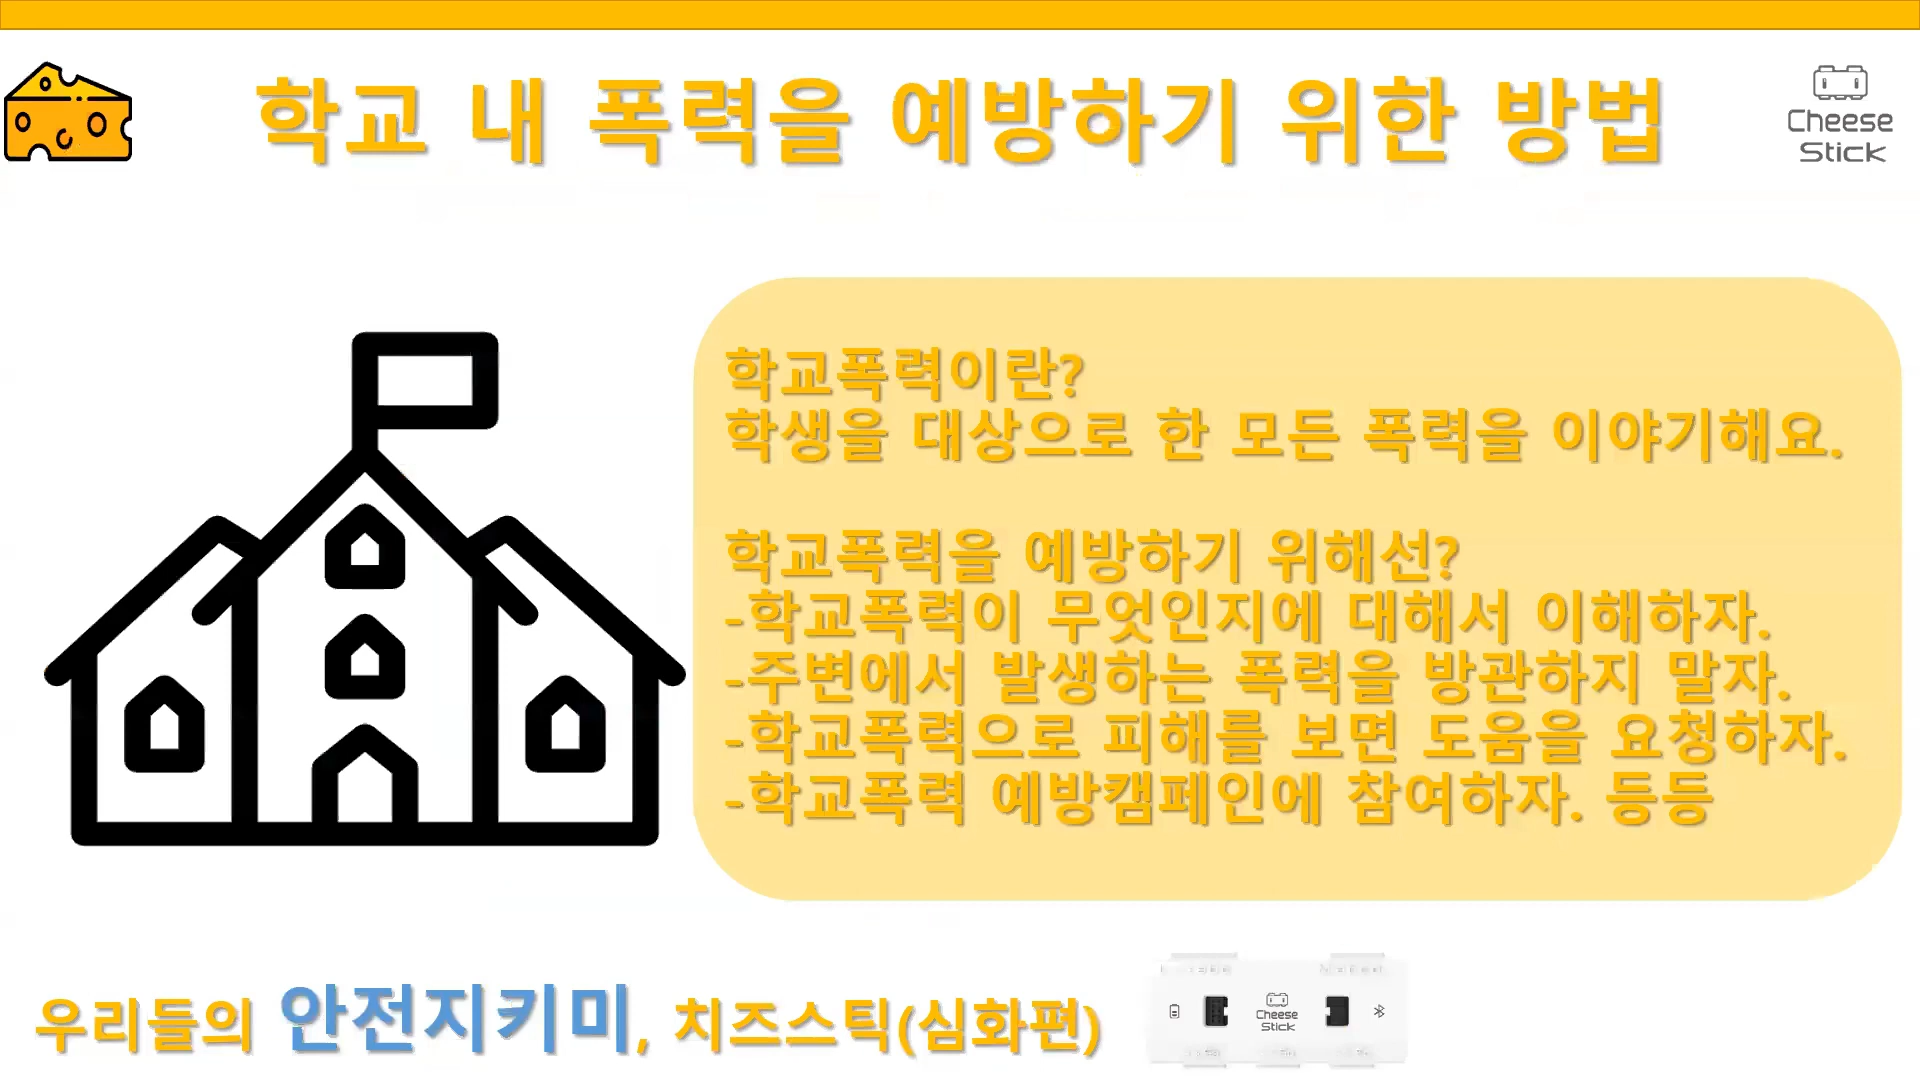 학교 내 폭력을 예방하기 위한 방법
Cheese
Stick
학교폭력이란?
학생을 대상으로 한 모든 폭력을 이야기해요.
학교폭력을 예방하기 위해선?
-학교폭력이 무엇인지에 대해서 이해하자.
-주변에서 발생하는 폭력을 방관하지 말자.
-학교폭력으로 피해를 보면 도움을 요청하자.
-학교폭력 예방캠페인에 참여하자. 등등
우리들의 안전지키미, 치즈스틱(심화편)
Cheese
Stick